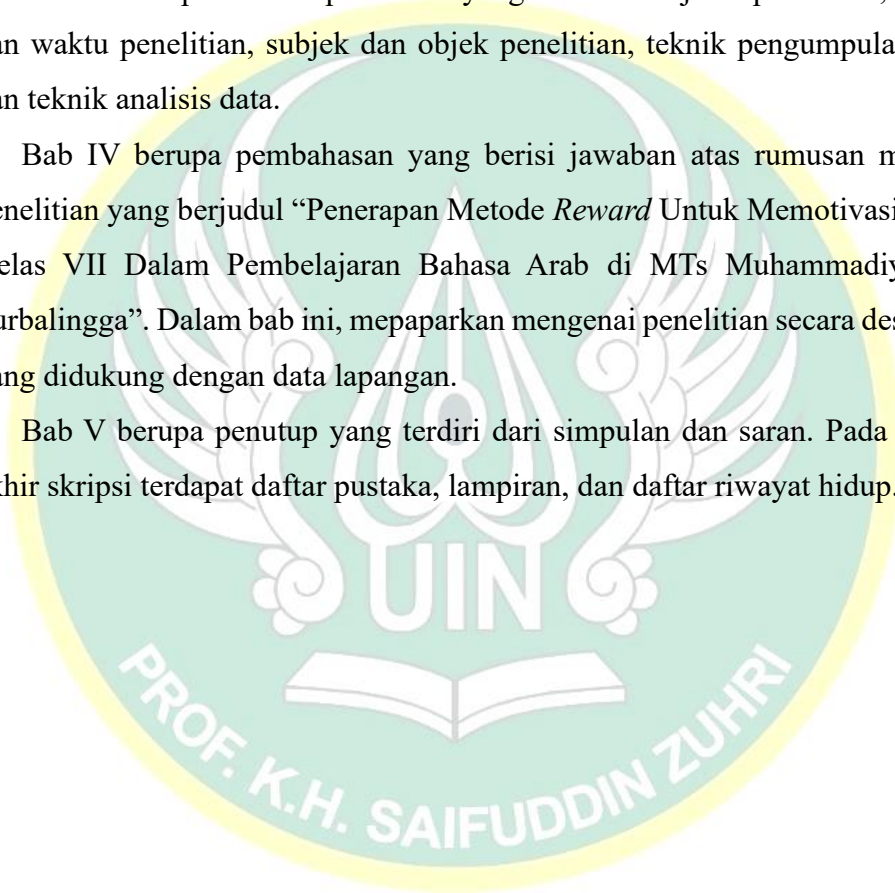 an waktu penelitian, subjek dan objek penelitian, teknik pengumpula
an teknik analisis data.
Bab IV berupa pembahasan yang berisi jawaban atas rumusan m
enelitian yang berjudul “Penerapan Metode Reward Untuk Memotivasi
elas VII Dalam Pembelajaran Bahasa Arab di MTs Muhammadiy
urbalingga”. Dalam bab ini, mepaparkan mengenai penelitian secara des
ang didukung dengan data lapangan.
Bab V berupa penutup yang terdiri dari simpulan dan saran. Pada
khir skripsi terdapat daftar pustaka, lampiran, dan daftar riwayat hidup.
UIN
PROF. K.H. SAIFUDDIN ZUHRI